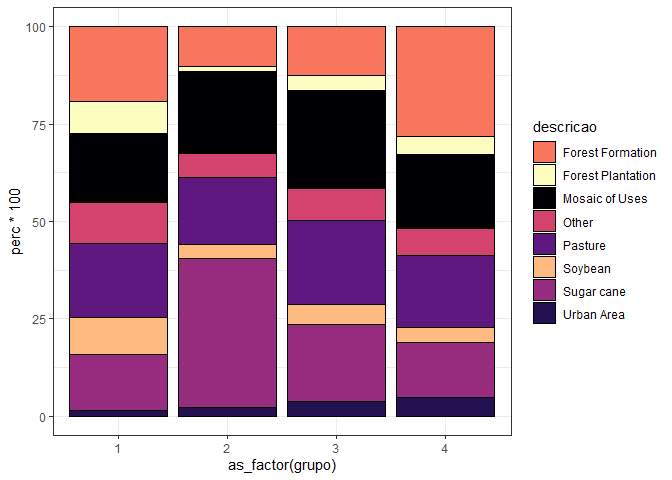 100
75
50
25
0
perc * 100
1 2 3 4
as_factor(grupo)
descricao
Forest Formation
Forest Plantation
Mosaic of Uses
Other
Pasture
Soybean
Sugar cane
Urban Area